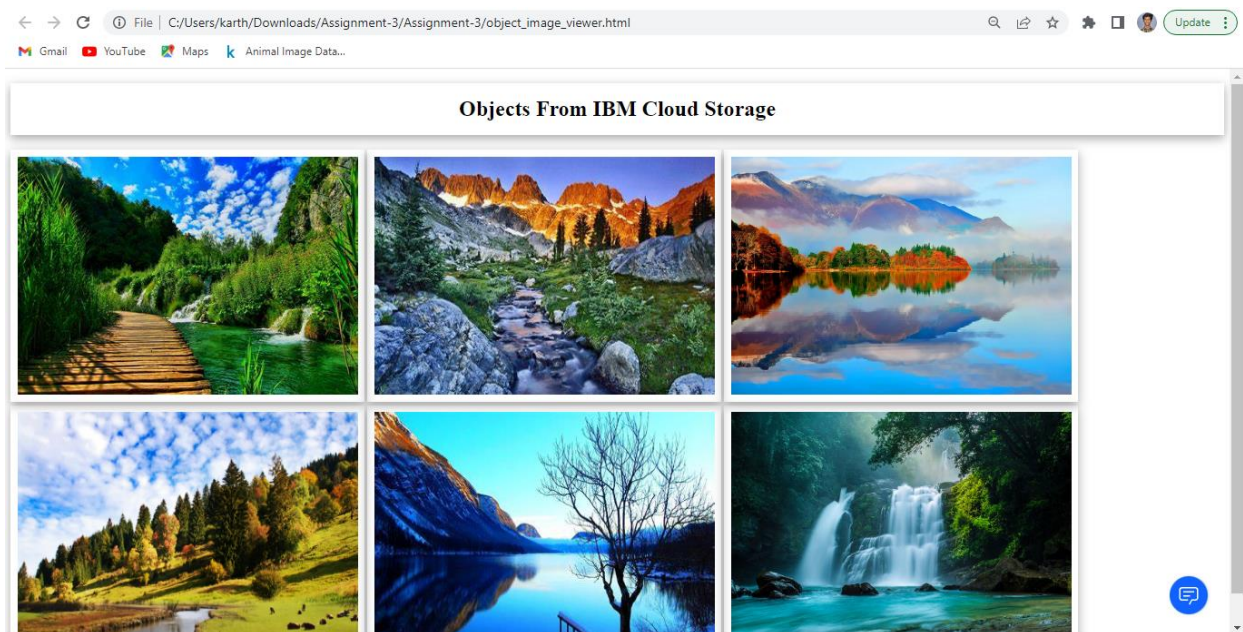 File | C:/Users/karth/Downloads/Assignment-3/Assignment-3/object_image_viewer.html
Update
Gmail YouTube Maps k Animal Image Data...
Objects From IBM Cloud Storage